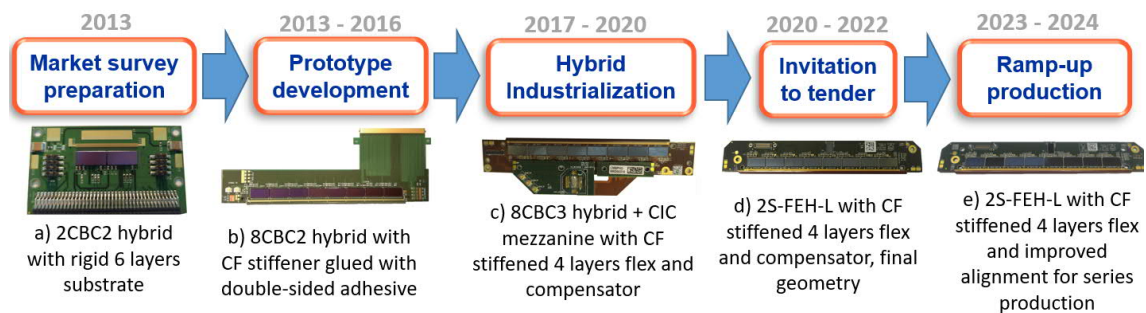 2013
2013 - 2016
2017 - 2020
2020 - 2022
2023 - 2024
Market survey
preparation
Prototype
development
Hybrid
Industrialization
Invitation
to tender
Ramp-up
production
a) 2CBC2 hybrid
with rigid 6 layers
substrate
b) 8CBC2 hybrid with
CF stiffener glued with
double-sided adhesive
c) 8CBC3 hybrid + CIC
mezzanine with CF
stiffened 4 layers flex and
compensator
d) 2S-FEH-L with CF
stiffened 4 layers flex
and compensator, final
geometry
e) 2S-FEH-L with CF
stiffened 4 layers flex
and improved
alignment for series
production